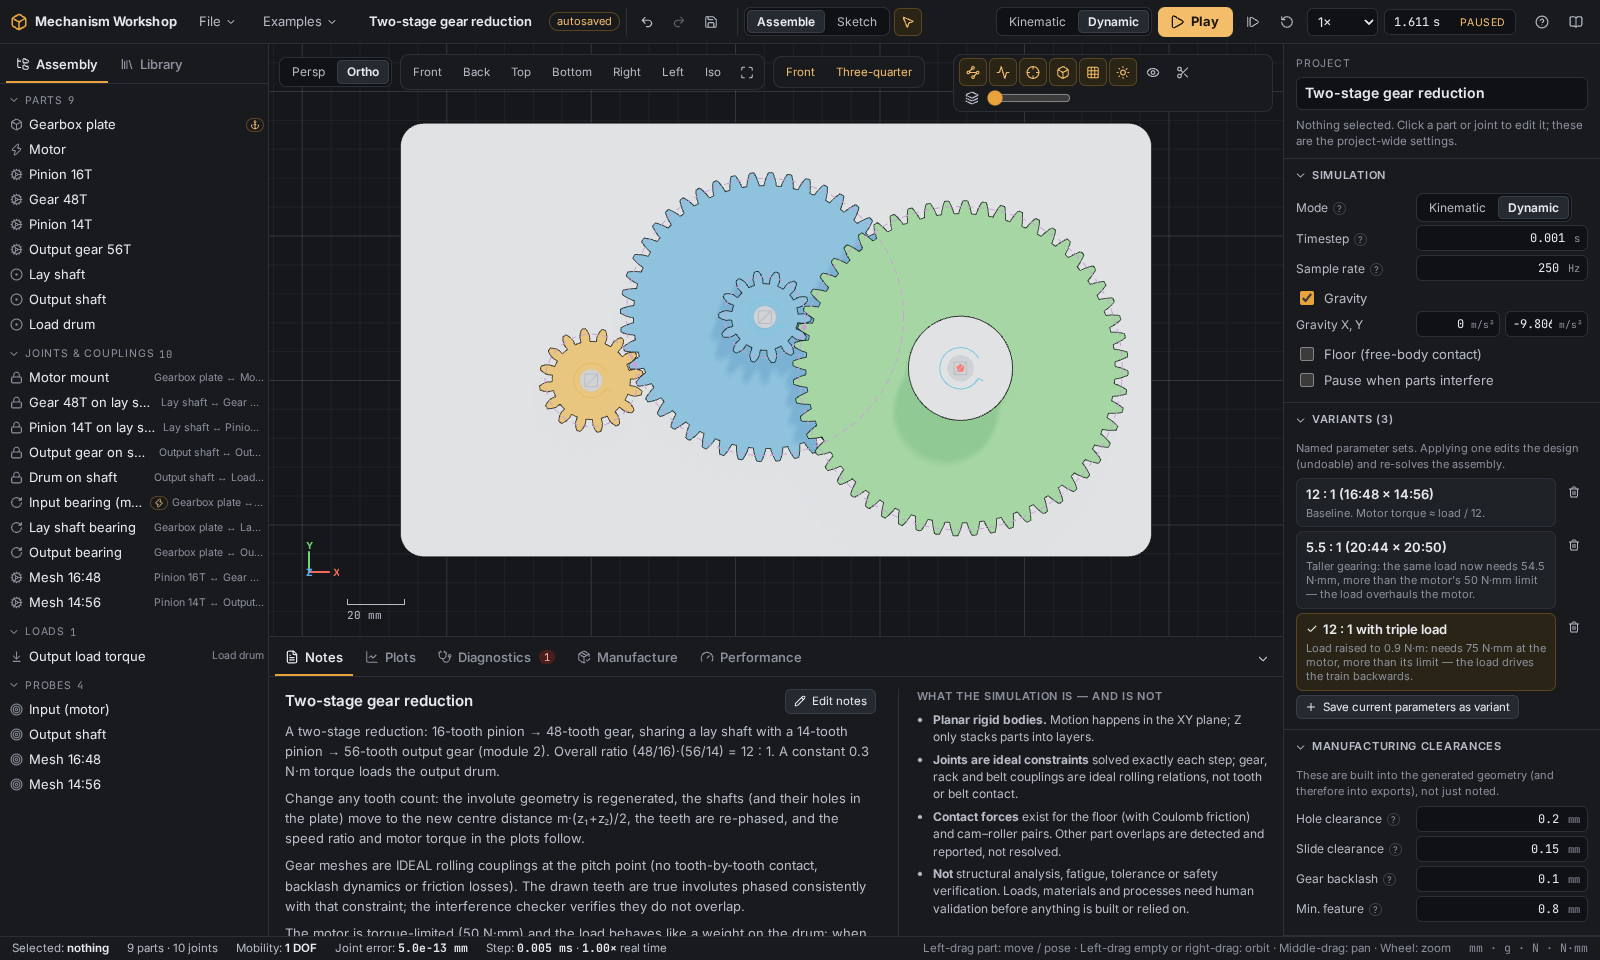 Mechanism Workshop
File
Examples
Two-stage gear reduction
autosaved
Assemble
Sketch
Kinematic
Dynamic
Play
1×
1.611 s
PAUSED
Assembly
Library
PARTS 9
Gearbox plate
Motor
Pinion 16T
Gear 48T
Pinion 14T
Output gear 56T
Lay shaft
Output shaft
Load drum
JOINTS & COUPLINGS 10
Motor mount Gearbox plate ↔ Mo...
Gear 48T on lay s... Lay shaft ↔ Gear ...
Pinion 14T on lay s... Lay shaft ↔ Pinio...
Output gear on s... Output shaft ↔ Out...
Drum on shaft Output shaft ↔ Load...
Input bearing (m... Gearbox plate ↔...
Lay shaft bearing Gearbox plate ↔ La...
Output bearing Gearbox plate ↔ Ou...
Mesh 16:48 Pinion 16T ↔ Gear ...
Mesh 14:56 Pinion 14T ↔ Output...
LOADS 1
Output load torque Load drum
PROBES 4
Input (motor)
Output shaft
Mesh 16:48
Mesh 14:56
Persp
Ortho
Front
Back
Top
Bottom
Right
Left
Iso
Front
Three-quarter
Y
Z
X
20 mm
Notes
Plots
Diagnostics 1
Manufacture
Performance
Two-stage gear reduction
Edit notes
A two-stage reduction: 16-tooth pinion → 48-tooth gear, sharing a lay shaft with a 14-tooth
pinion → 56-tooth output gear (module 2). Overall ratio (48/16)·(56/14) = 12 : 1. A constant 0.3
N·m torque loads the output drum.
Change any tooth count: the involute geometry is regenerated, the shafts (and their holes in
the plate) move to the new centre distance m·(z₁+z₂)/2, the teeth are re-phased, and the
speed ratio and motor torque in the plots follow.
Gear meshes are IDEAL rolling couplings at the pitch point (no tooth-by-tooth contact,
backlash dynamics or friction losses). The drawn teeth are true involutes phased consistently
with that constraint; the interference checker verifies they do not overlap.
The motor is torque-limited (50 N·mm) and the load behaves like a weight on the drum: when
WHAT THE SIMULATION IS — AND IS NOT
• Planar rigid bodies. Motion happens in the XY plane; Z
only stacks parts into layers.
• Joints are ideal constraints solved exactly each step; gear,
rack and belt couplings are ideal rolling relations, not tooth
or belt contact.
• Contact forces exist for the floor (with Coulomb friction)
and cam–roller pairs. Other part overlaps are detected and
reported, not resolved.
• Not structural analysis, fatigue, tolerance or safety
verification. Loads, materials and processes need human
validation before anything is built or relied on.
PROJECT
Two-stage gear reduction
Nothing selected. Click a part or joint to edit it; these
are the project-wide settings.
SIMULATION
Mode ?
Kinematic
Dynamic
Timestep ? 0.001 s
Sample rate ? 250 Hz
Gravity
Gravity X, Y 0 m/s² -9.806 m/s²
Floor (free-body contact)
Pause when parts interfere
VARIANTS (3)
Named parameter sets. Applying one edits the design
(undoable) and re-solves the assembly.
12 : 1 (16:48 × 14:56)
Baseline. Motor torque ≈ load / 12.
5.5 : 1 (20:44 × 20:50)
Taller gearing: the same load now needs 54.5
N·mm, more than the motor's 50 N·mm limit
— the load overhauls the motor.
12 : 1 with triple load
Load raised to 0.9 N·m: needs 75 N·mm at the
motor, more than its limit — the load drives
the train backwards.
+ Save current parameters as variant
MANUFACTURING CLEARANCES
These are built into the generated geometry (and
therefore into exports), not just noted.
Hole clearance ? 0.2 mm
Slide clearance ? 0.15 mm
Gear backlash ? 0.1 mm
Min. feature ? 0.8 mm
Selected: nothing 9 parts · 10 joints Mobility: 1 DOF Joint error: 5.0e-13 mm Step: 0.005 ms · 1.00× real time
Left-drag part: move / pose · Left-drag empty or right-drag: orbit · Middle-drag: pan · Wheel: zoom mm · g · N · N·mm